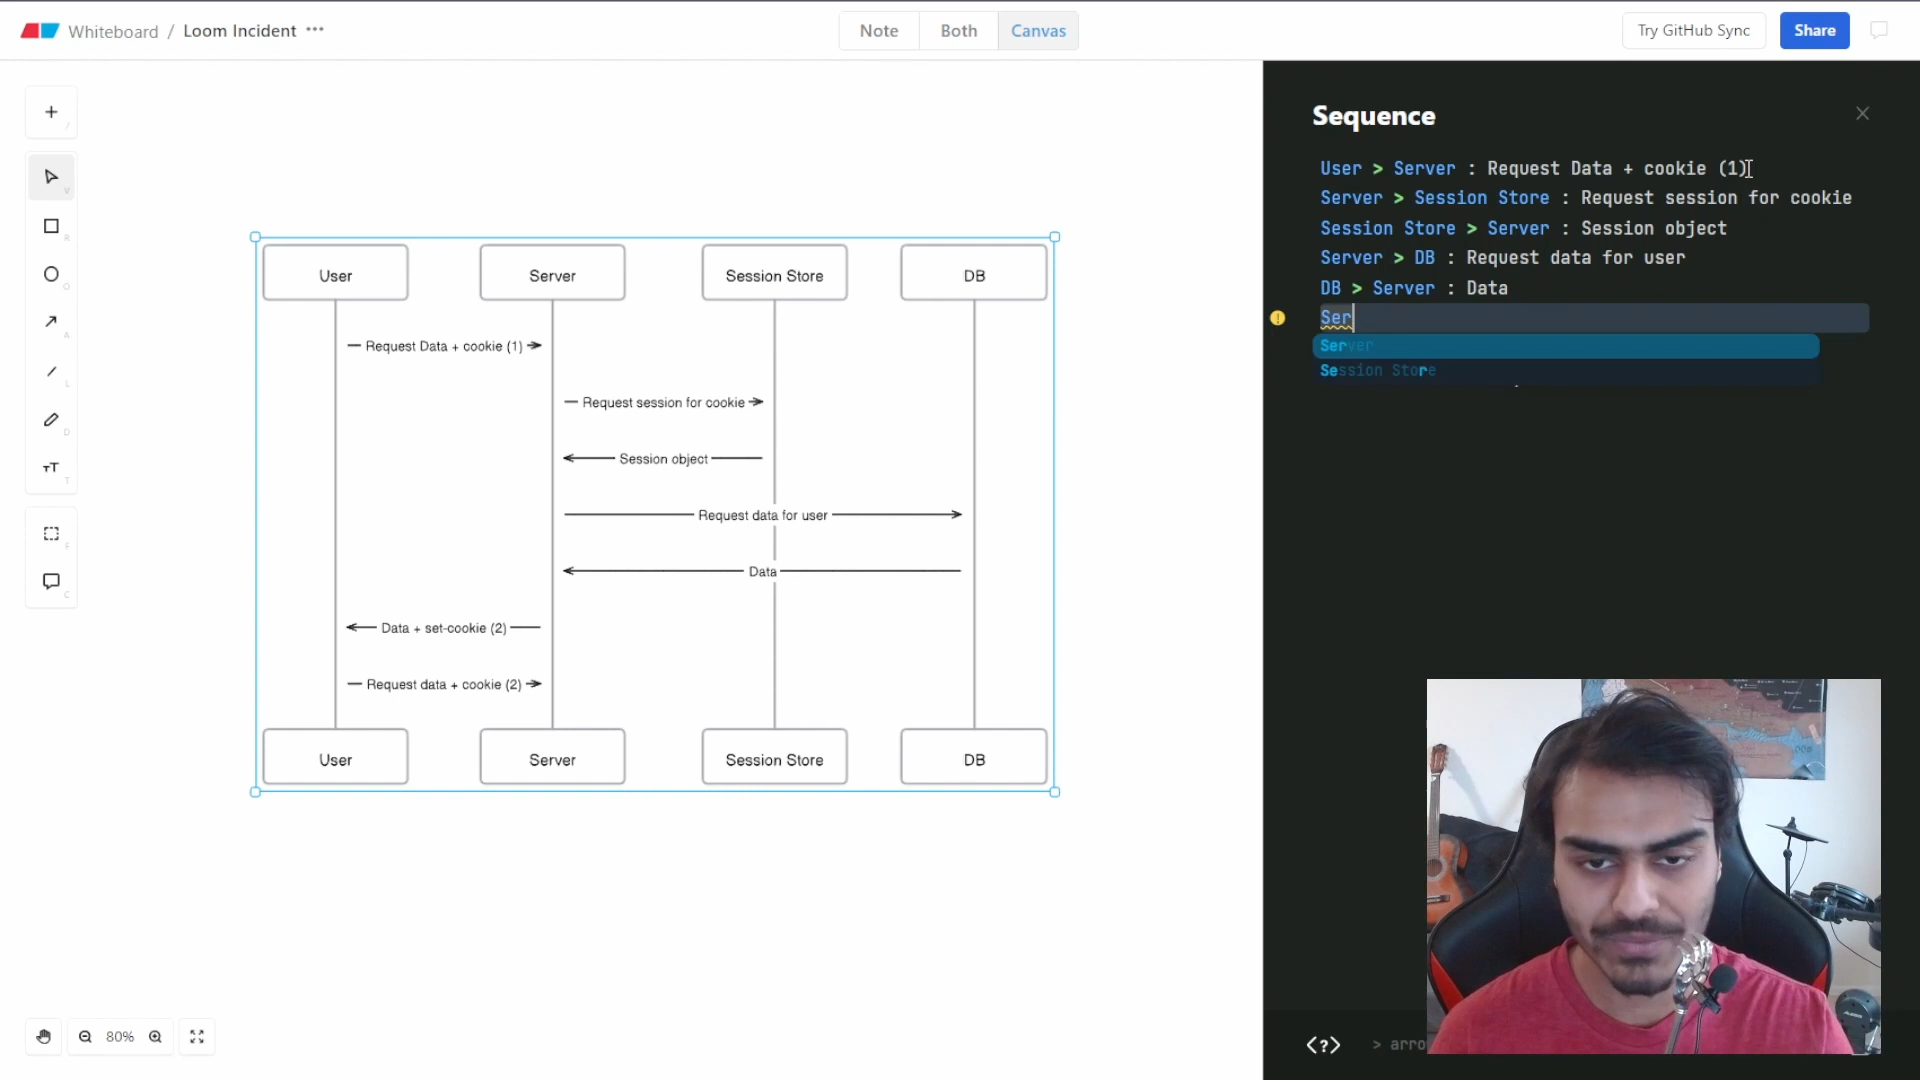 Whiteboard / Loom Incident •••
Note
Both
Canvas
Try GitHub Sync
Share
Sequence
User > Server : Request Data + cookie (1)
Server > Session Store : Request session for cookie
Session Store > Server : Session object
Server > DB : Request data for user
DB > Server : Data
Ser
Server
Session Store
User
Server
Session Store
DB
Request Data + cookie (1)
Request session for cookie
Session object
Request data for user
Data
Data + set-cookie (2)
Request data + cookie (2)
User
Server
Session Store
DB
V
R
O
A
L
D
TT
T
F
C
80%
<?>
> arro